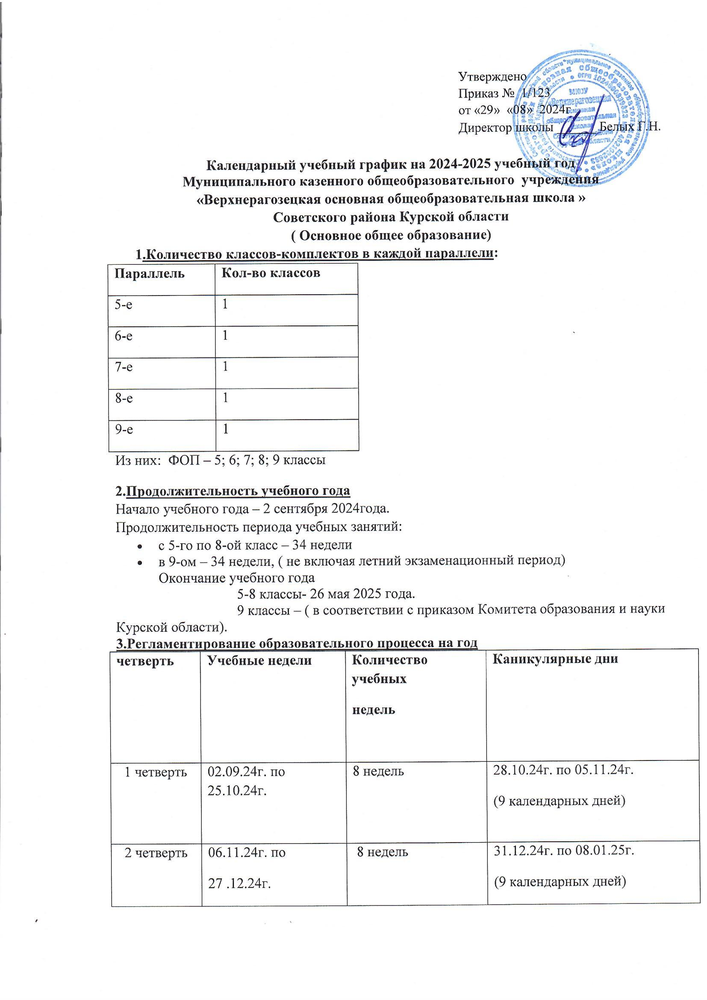 Утверждено
Приказ № 1/123
от «29» «08» 2024г
Директор школы ______ Белых Г.Н.
МКОУ
«Верхнерагозецкая
основная
общеобразовательная
Календарный учебный график на 2024-2025 учебный год
Муниципального казенного общеобразовательного учреждения
«Верхнерагозецкая основная общеобразовательная школа »
Советского района Курской области
( Основное общее образование)
1.Количество классов-комплектов в каждой параллели:
Параллель Кол-во классов
5-е 1
6-е 1
7-е 1
8-е 1
9-е 1
Из них: ФОП – 5; 6; 7; 8; 9 классы
2.Продолжительность учебного года
Начало учебного года – 2 сентября 2024года.
Продолжительность периода учебных занятий:
• с 5-го по 8-ой класс – 34 недели
• в 9-ом – 34 недели, ( не включая летний экзаменационный период)
Окончание учебного года
5-8 классы- 26 мая 2025 года.
9 классы – ( в соответствии с приказом Комитета образования и науки
Курской области).
3.Регламентирование образовательного процесса на год
четверть Учебные недели Количество Каникулярные дни
учебных
недель
1 четверть 02.09.24г. по 8 недель 28.10.24г. по 05.11.24г.
25.10.24г.
(9 календарных дней)
2 четверть 06.11.24г. по 8 недель 31.12.24г. по 08.01.25г.
27 .12.24г. (9 календарных дней)